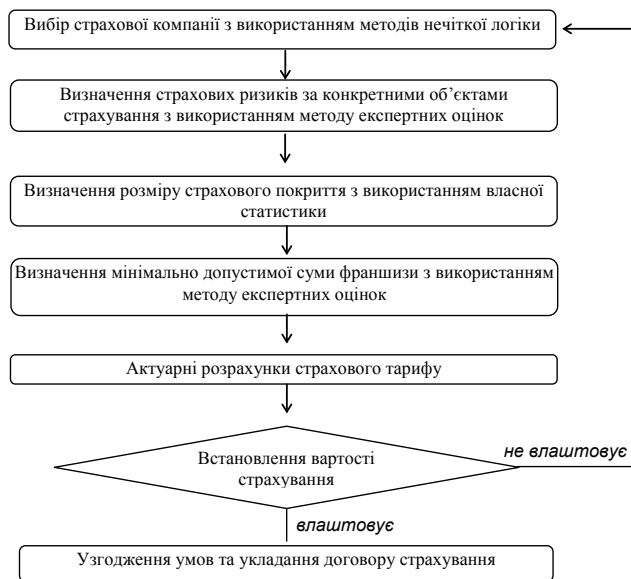 Вибір страхової компанії з використанням методів нечіткої логіки
Визначення страхових ризиків за конкретними об’єктами
страхування з використанням методу експертних оцінок
Визначення розміру страхового покриття з використанням власної
статистики
Визначення мінімально допустимої суми франшизи з використанням
методу експертних оцінок
Актуарні розрахунки страхового тарифу
Встановлення вартості
страхування
не влаштовує
влаштовує
Узгодження умов та укладання договору страхування